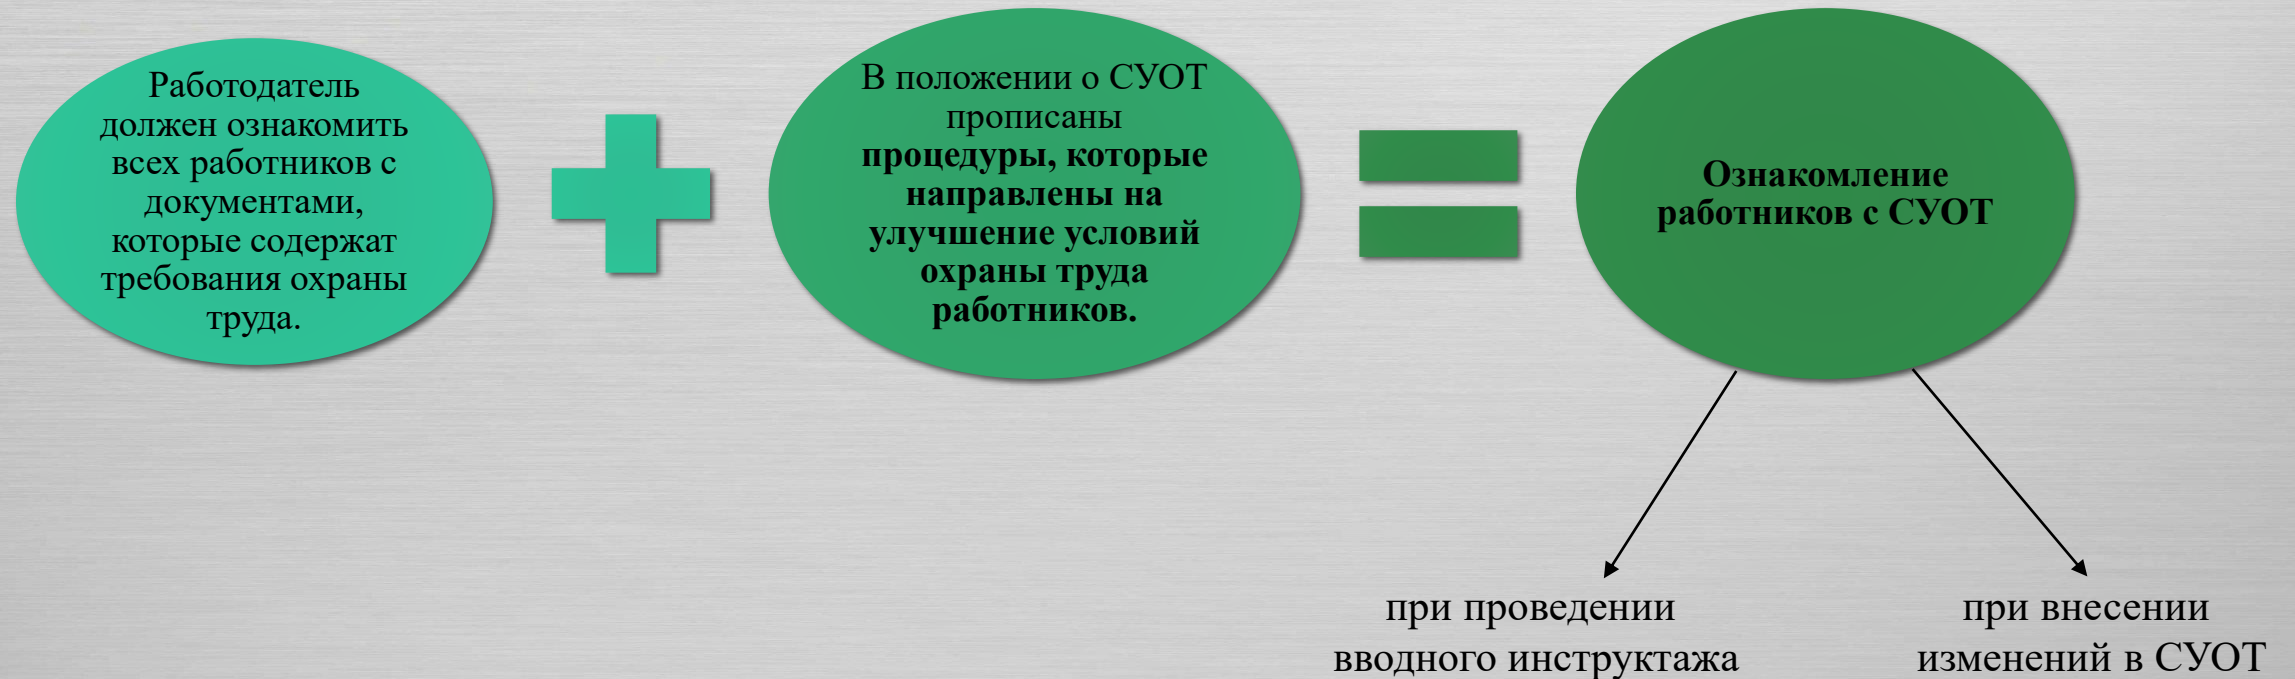 Работодатель
должен ознакомить
всех работников с
документами,
которые содержат
требования охраны
труда.
В положении о СУОТ
прописаны
процедуры, которые
направлены на
улучшение условий
охраны труда
работников.
Ознакомление
работников с СУОТ
при проведении
вводного инструктажа
при внесении
изменений в СУОТ